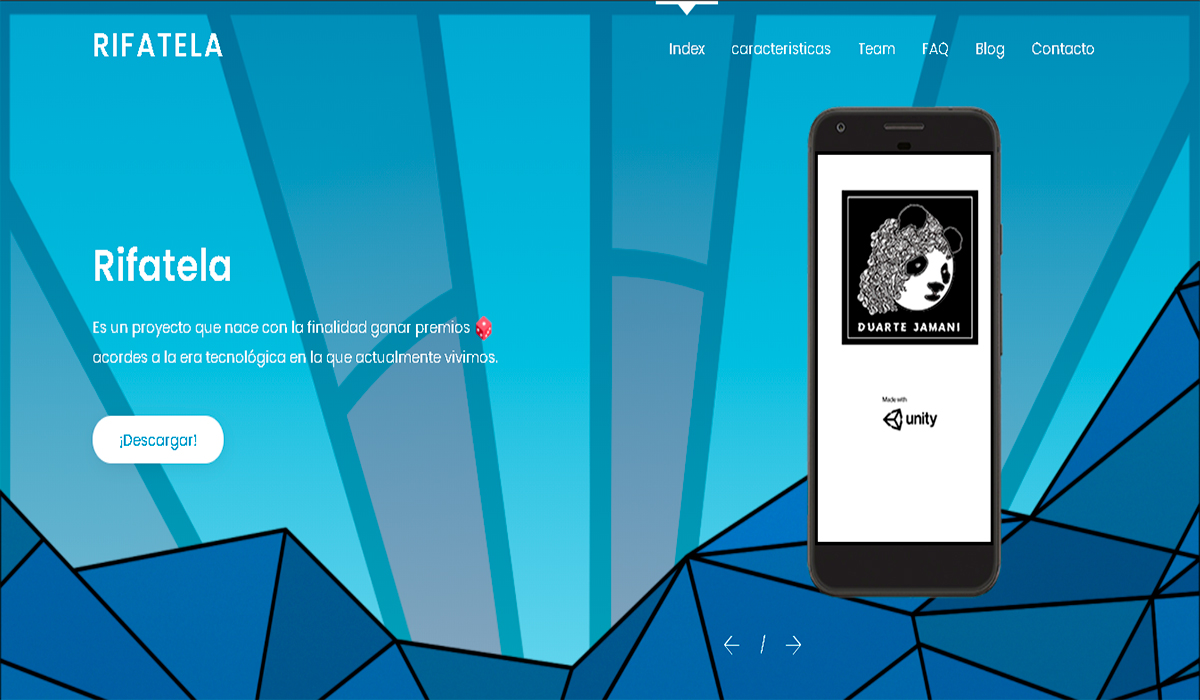 RIFATELA
Index caracteristicas Team FAQ Blog Contacto
Rifatela
Es un proyecto que nace con la finalidad ganar premios
acordes a la era tecnológica en la que actualmente vivimos.
¡Descargar!
DUARTE JAMANI
Made with
unity
/